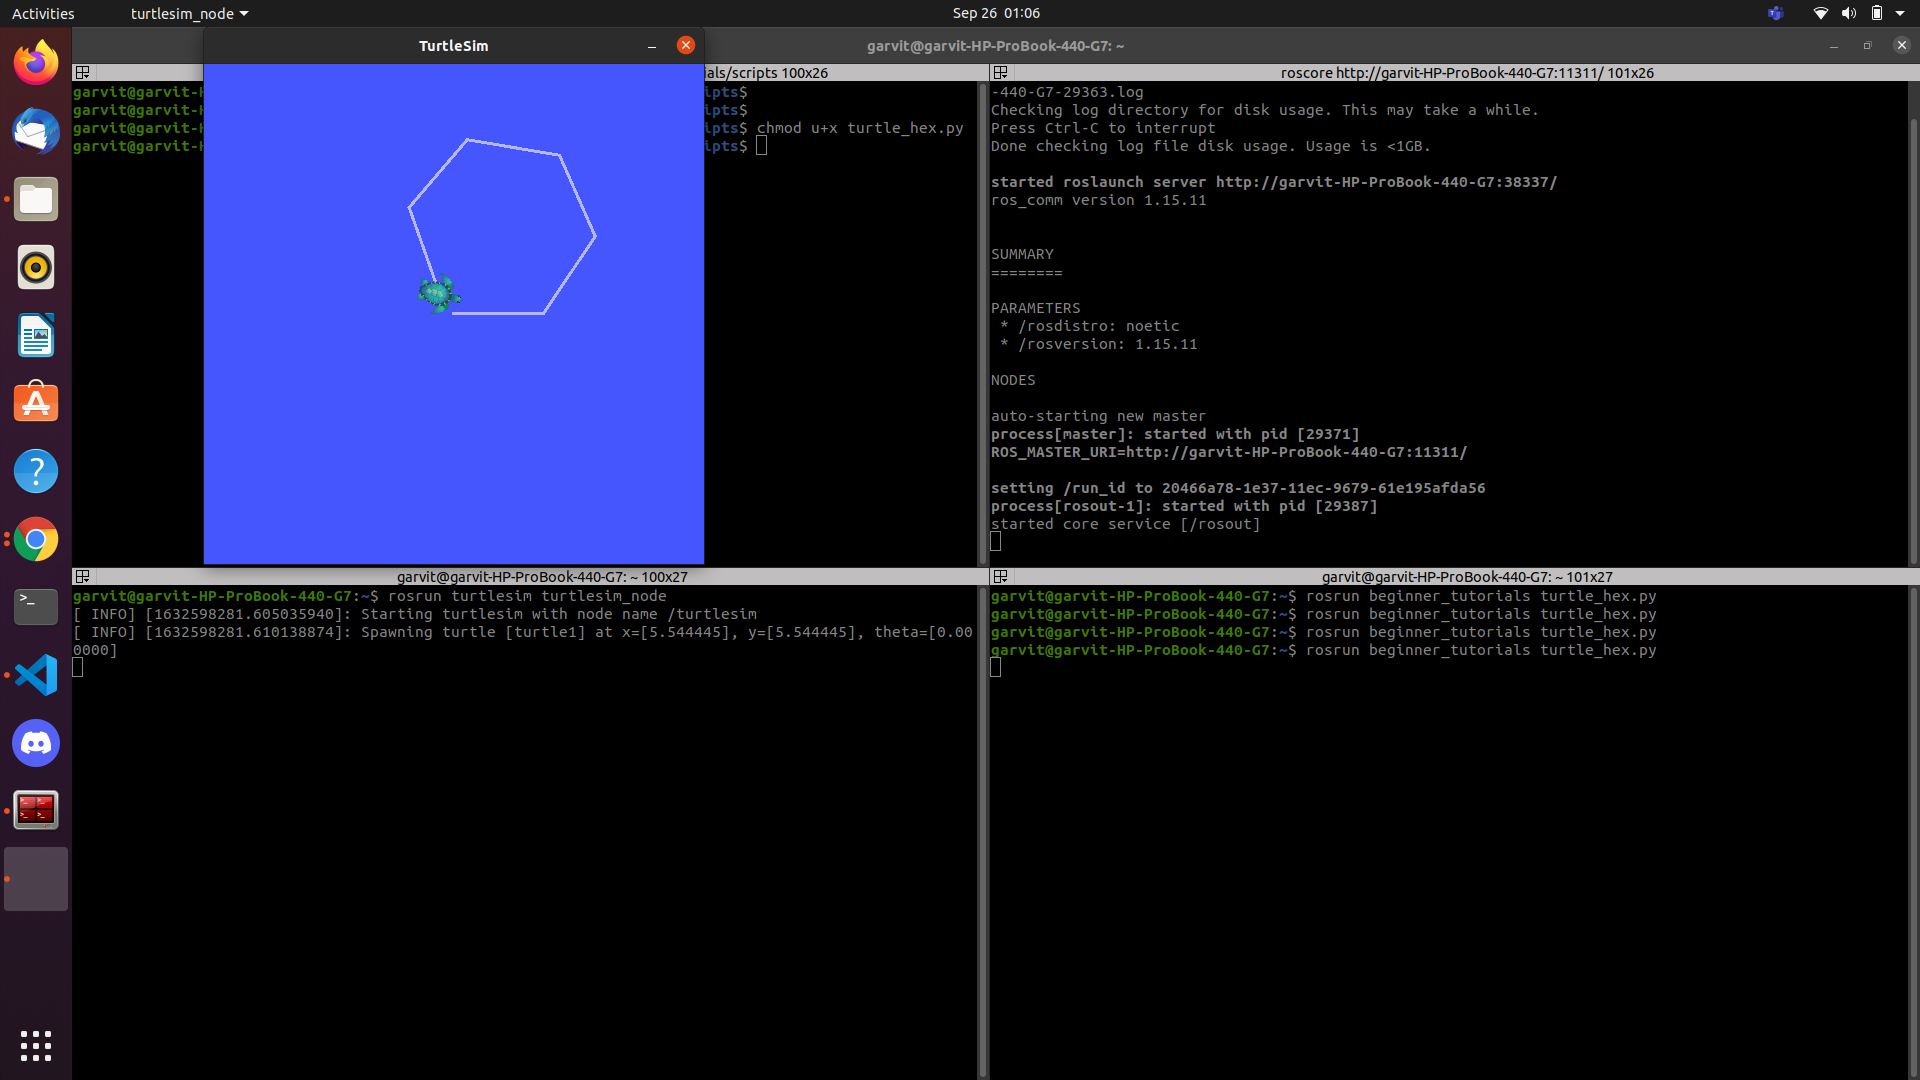 Activities
turtlesim_node
Sep 26 01:06
TurtleSim
garvit@garvit-HP-ProBook-440-G7: ~
ials/scripts 100x26
garvit@garvit-H ipts$
garvit@garvit-H ipts$
garvit@garvit-H ipts$ chmod u+x turtle_hex.py
garvit@garvit-H ipts$
roscore http://garvit-HP-ProBook-440-G7:11311/ 101x26
-440-G7-29363.log
Checking log directory for disk usage. This may take a while.
Press Ctrl-C to interrupt
Done checking log file disk usage. Usage is <1GB.
started roslaunch server http://garvit-HP-ProBook-440-G7:38337/
ros_comm version 1.15.11
SUMMARY
========
PARAMETERS
* /rosdistro: noetic
* /rosversion: 1.15.11
NODES
auto-starting new master
process[master]: started with pid [29371]
ROS_MASTER_URI=http://garvit-HP-ProBook-440-G7:11311/
setting /run_id to 20466a78-1e37-11ec-9679-61e195afda56
process[rosout-1]: started with pid [29387]
started core service [/rosout]
garvit@garvit-HP-ProBook-440-G7: ~ 100x27
garvit@garvit-HP-ProBook-440-G7:~$ rosrun turtlesim turtlesim_node
[ INFO] [1632598281.605035940]: Starting turtlesim with node name /turtlesim
[ INFO] [1632598281.610138874]: Spawning turtle [turtle1] at x=[5.544445], y=[5.544445], theta=[0.00
0000]
garvit@garvit-HP-ProBook-440-G7: ~ 101x27
garvit@garvit-HP-ProBook-440-G7:~$ rosrun beginner_tutorials turtle_hex.py
garvit@garvit-HP-ProBook-440-G7:~$ rosrun beginner_tutorials turtle_hex.py
garvit@garvit-HP-ProBook-440-G7:~$ rosrun beginner_tutorials turtle_hex.py
garvit@garvit-HP-ProBook-440-G7:~$ rosrun beginner_tutorials turtle_hex.py